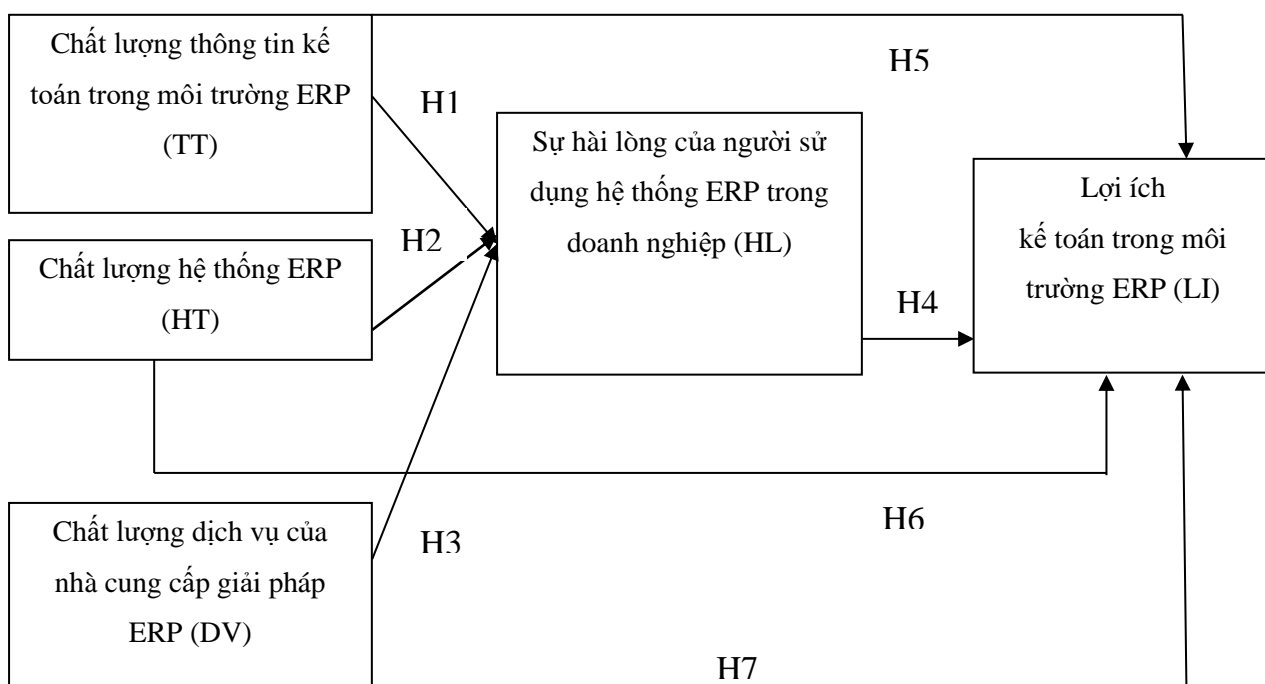 Chất lượng thông tin kế
toán trong môi trường ERP
(TT)
H5
H1
Sự hài lòng của người sử
dụng hệ thống ERP trong
doanh nghiệp (HL)
Lợi ích
kế toán trong môi
trường ERP (LI)
H2
Chất lượng hệ thống ERP
(HT)
H4
H6
Chất lượng dịch vụ của
nhà cung cấp giải pháp
ERP (DV)
H3
H7